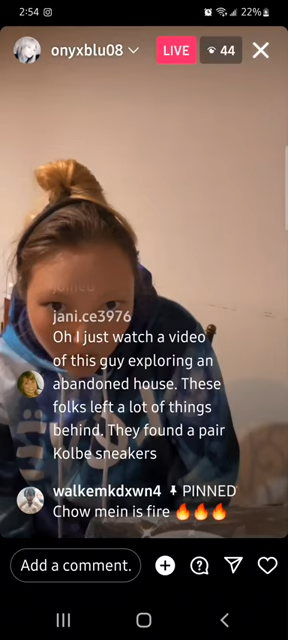 2:54
22%
onyxblu08
LIVE
44
joined
jani.ce3976
Oh I just watch a video
of this guy exploring an
abandoned house. These
folks left a lot of things
behind. They found a pair
Kolbe sneakers
walkemkdxwn4 PINNED
Chow mein is fire 🔥🔥🔥
Add a comment.